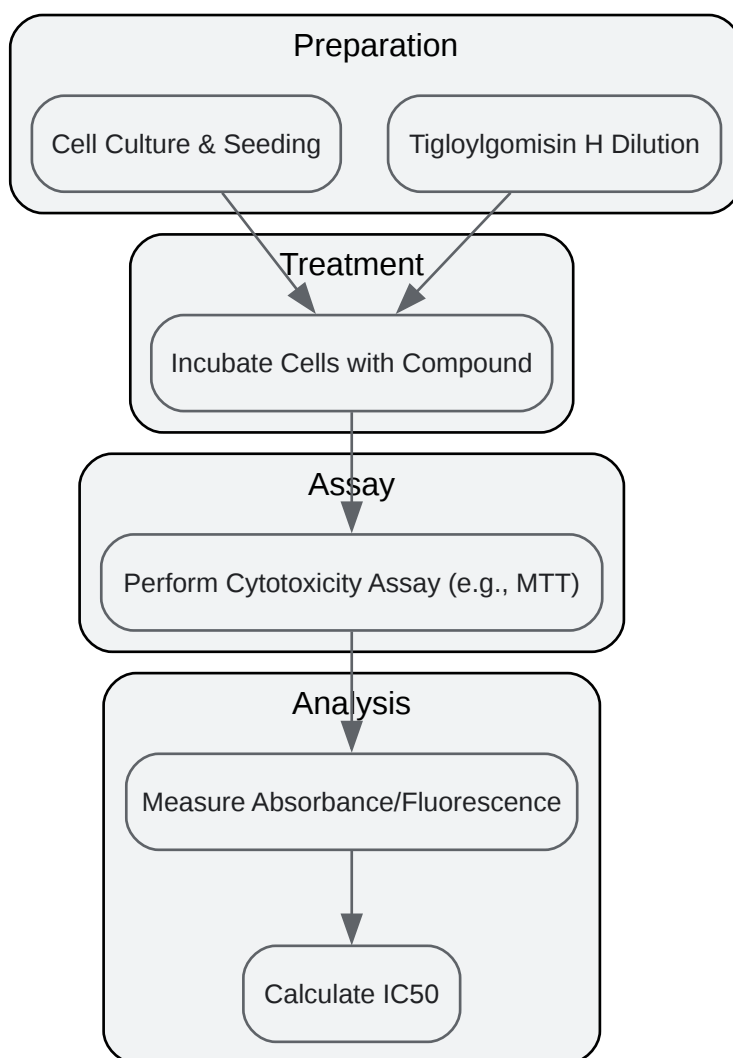 Preparation
Cell Culture & Seeding
Tigloylgomisin H Dilution
Treatment
Incubate Cells with Compound
Assay
Perform Cytotoxicity Assay (e.g., MTT)
Analysis
Measure Absorbance/Fluorescence
Calculate IC50